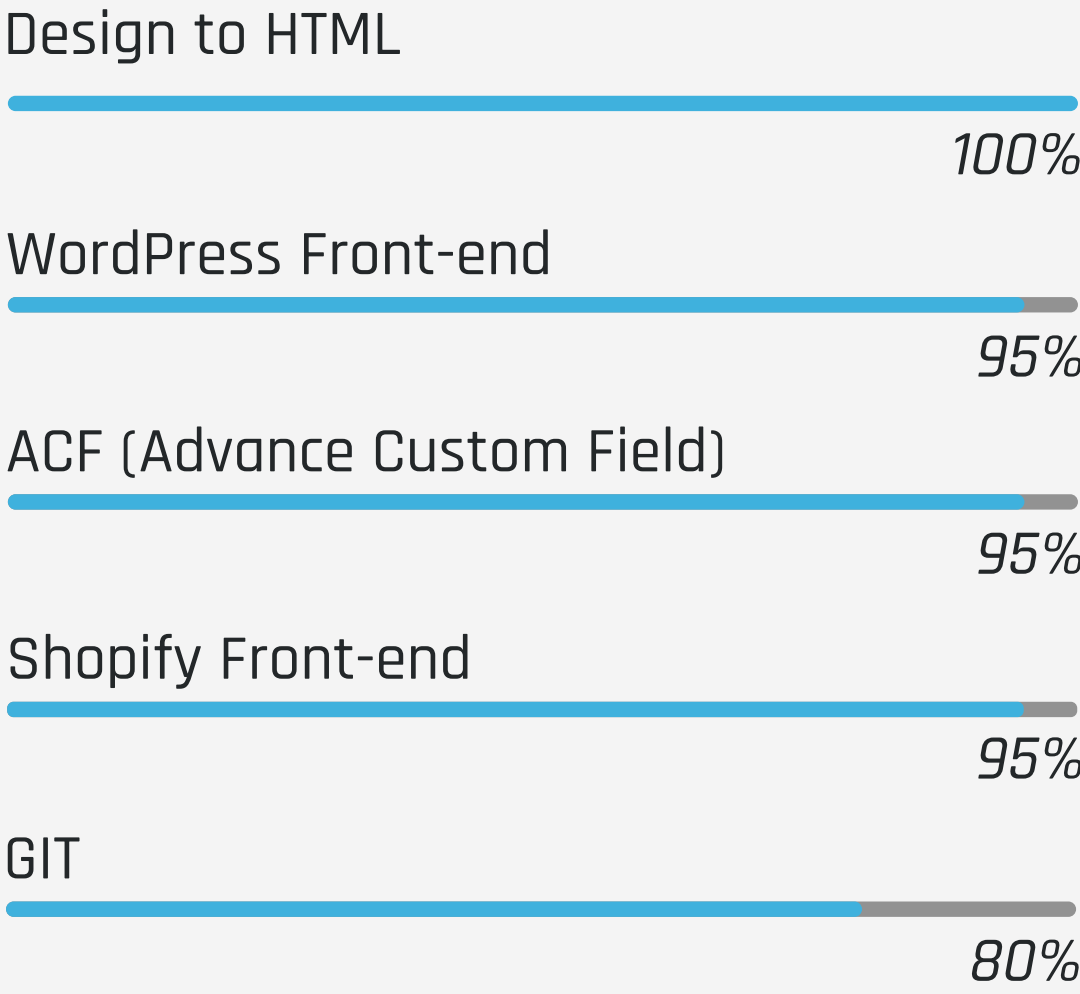 Design to HTML
100%
WordPress Front-end
95%
ACF (Advance Custom Field)
95%
Shopify Front-end
95%
GIT
80%